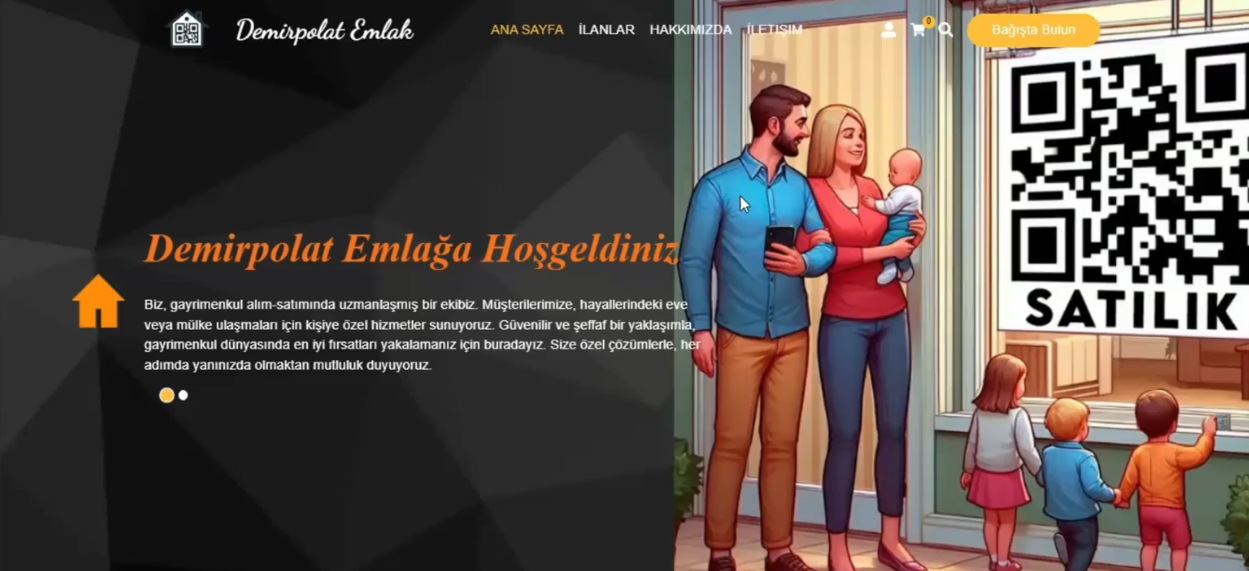 Demirpolat Emlak
ANA SAYFA İLANLAR HAKKIMIZDA İLETİŞİM
0
Bağışta Bulun
Demirpolat Emlağa Hoşgeldiniz
Biz, gayrimenkul alım-satımında uzmanlaşmış bir ekibiz. Müşterilerimize, hayallerindeki eve
veya mülke ulaşmaları için kişiye özel hizmetler sunuyoruz. Güvenilir ve şeffaf bir yaklaşımla,
gayrimenkul dünyasında en iyi fırsatları yakalamanız için buradayız. Size özel çözümlerle, her
adımda yanınızda olmaktan mutluluk duyuyoruz.
SATILIK